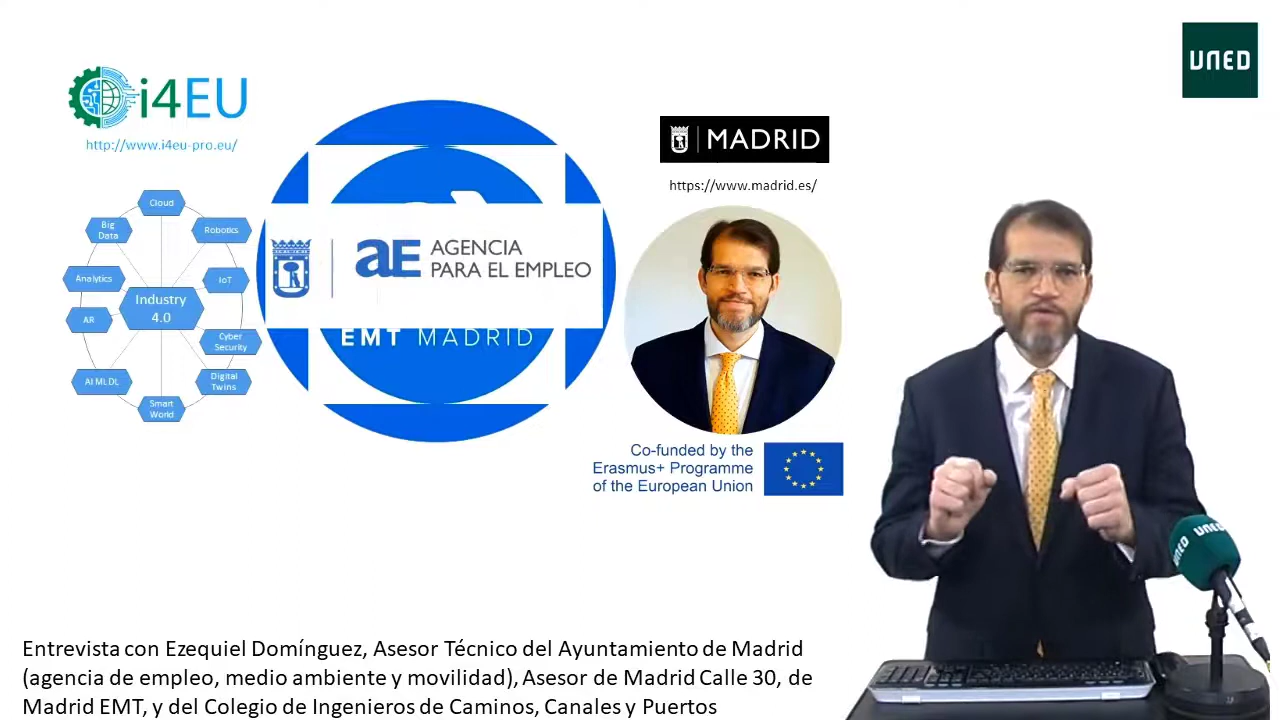 UNED
i4EU
http://www.i4eu-pro.eu/
MADRID
https://www.madrid.es/
Cloud
Big
Data
Robotics
Analytics
IoT
Industry
4.0
AR
Cyber
Security
AI ML DL
Digital
Twins
Smart
World
aE
AGENCIA
PARA EL EMPLEO
EMT MADRID
Co-funded by the
Erasmus+ Programme
of the European Union
UNED
UNED
Entrevista con Ezequiel Domínguez, Asesor Técnico del Ayuntamiento de Madrid
(agencia de empleo, medio ambiente y movilidad), Asesor de Madrid Calle 30, de
Madrid EMT, y del Colegio de Ingenieros de Caminos, Canales y Puertos